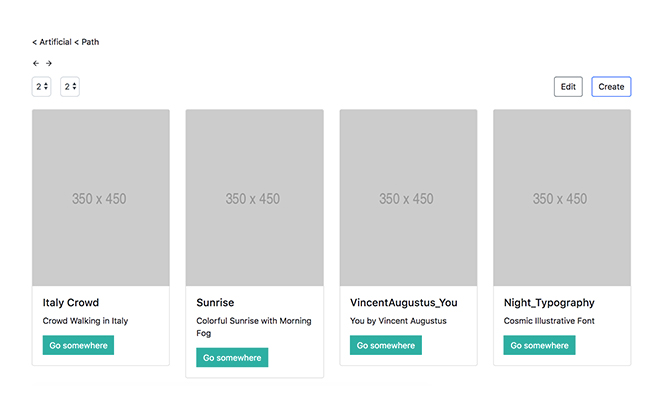 < Artificial < Path
← →
2 2 Edit Create
350 x 450 350 x 450 350 x 450 350 x 450
Italy Crowd
Crowd Walking in Italy
Go somewhere
Sunrise
Colorful Sunrise with Morning
Fog
Go somewhere
VincentAugustus_You
You by Vincent Augustus
Go somewhere
Night_Typography
Cosmic Illustrative Font
Go somewhere